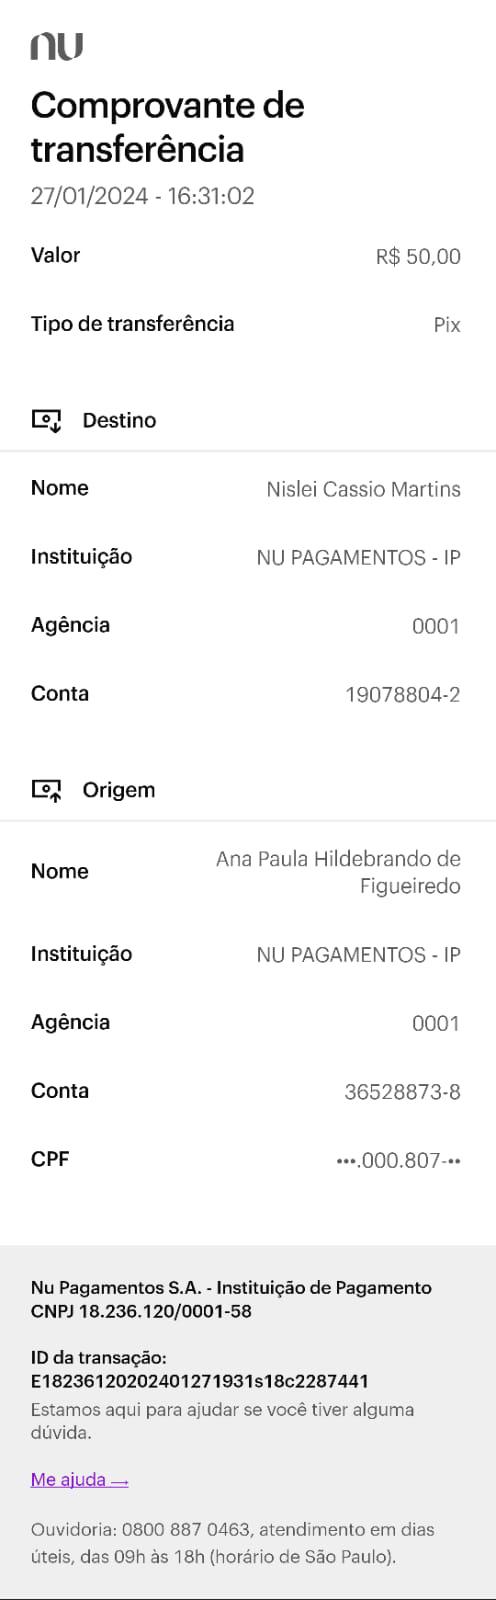 nu
Comprovante de
transferência
27/01/2024 - 16:31:02
Valor R$ 50,00
Tipo de transferência Pix
Destino
Nome Nislei Cassio Martins
Instituição NU PAGAMENTOS - IP
Agência 0001
Conta 19078804-2
Origem
Nome Ana Paula Hildebrando de
Figueiredo
Instituição NU PAGAMENTOS - IP
Agência 0001
Conta 36528873-8
CPF •••.000.807-••
Nu Pagamentos S.A. - Instituição de Pagamento
CNPJ 18.236.120/0001-58
ID da transação:
E18236120202401271931s18c2287441
Estamos aqui para ajudar se você tiver alguma
dúvida.
Me ajuda →
Ouvidoria: 0800 887 0463, atendimento em dias
úteis, das 09h às 18h (horário de São Paulo).